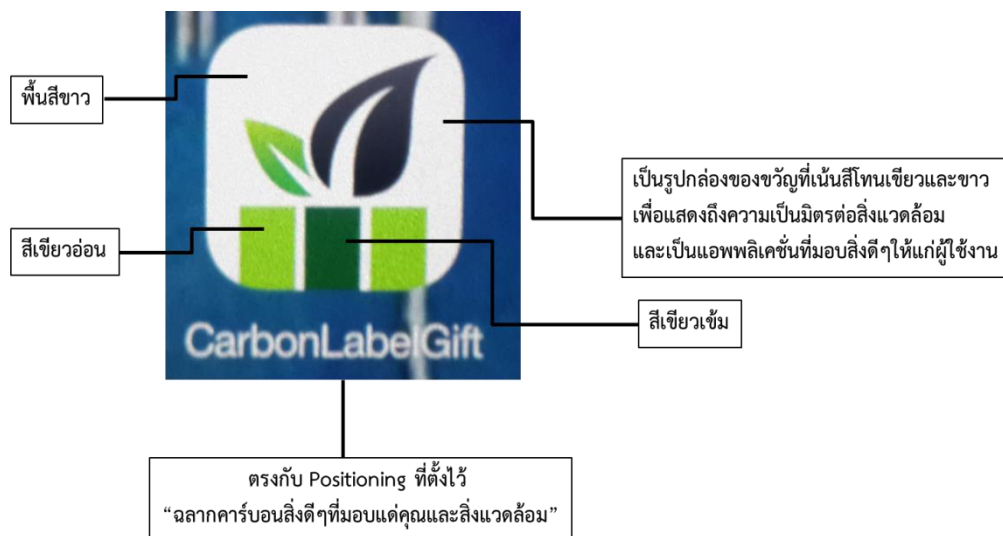 พื้นสีขาว
เป็นรูปกล่องของขวัญที่เน้นสีโทนเขียวและขาว
เพื่อแสดงถึงความเป็นมิตรต่อสิ่งแวดล้อม
และเป็นแอพพลิเคชั่นที่มอบสิ่งดีๆให้แก่ผู้ใช้งาน
สีเขียวอ่อน
สีเขียวเข้ม
CarbonLabelGift
ตรงกับ Positioning ที่ตั้งไว้
“ฉลากคาร์บอนสิ่งดีๆที่มอบแด่คุณและสิ่งแวดล้อม”